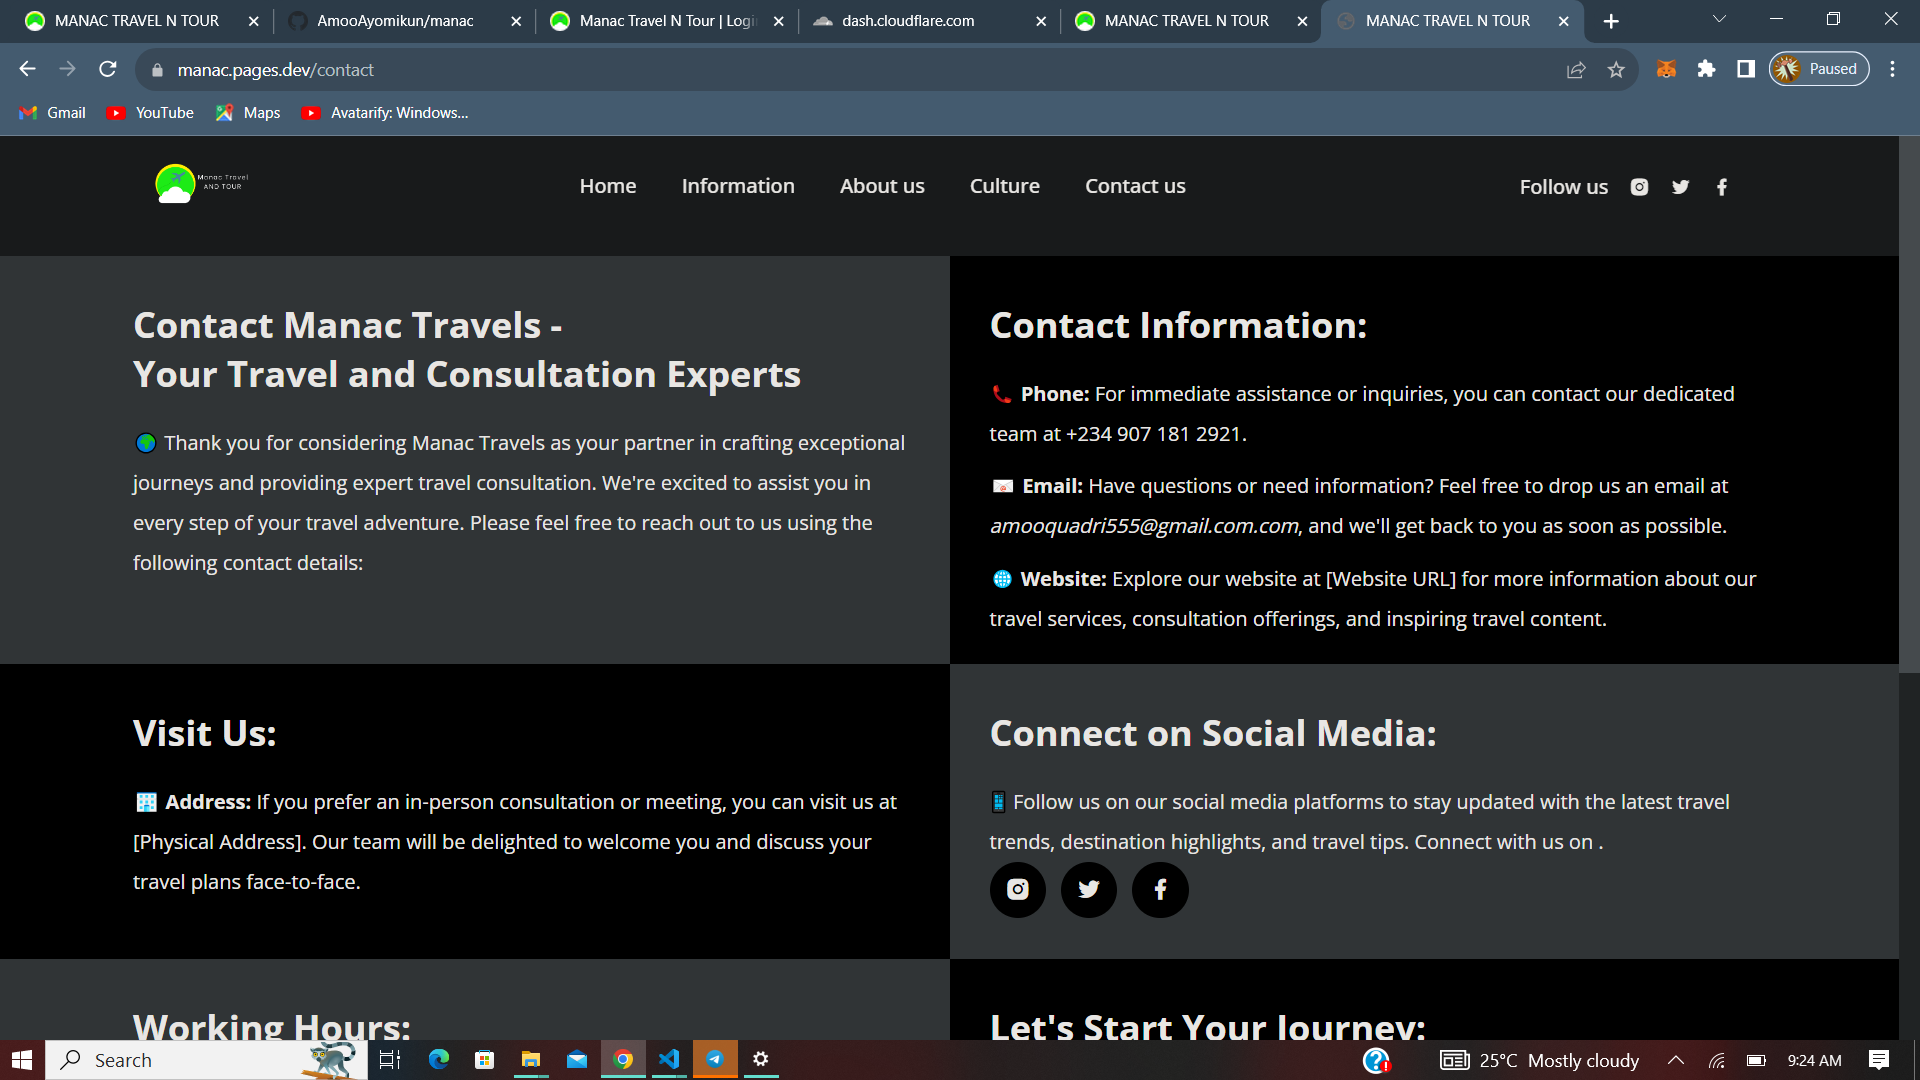 MANAC TRAVEL N TOUR
AmooAyomikun/manac
Manac Travel N Tour | Logi
dash.cloudflare.com
MANAC TRAVEL N TOUR
MANAC TRAVEL N TOUR
manac.pages.dev/contact
Paused
Gmail
YouTube
Maps
Avatarify: Windows...
Manac Travel
AND TOUR
Home
Information
About us
Culture
Contact us
Follow us
Contact Manac Travels -
Your Travel and Consultation Experts
Thank you for considering Manac Travels as your partner in crafting exceptional
journeys and providing expert travel consultation. We're excited to assist you in
every step of your travel adventure. Please feel free to reach out to us using the
following contact details:
Contact Information:
Phone: For immediate assistance or inquiries, you can contact our dedicated
team at +234 907 181 2921.
Email: Have questions or need information? Feel free to drop us an email at
amooquadri555@gmail.com.com, and we'll get back to you as soon as possible.
Website: Explore our website at [Website URL] for more information about our
travel services, consultation offerings, and inspiring travel content.
Visit Us:
Address: If you prefer an in-person consultation or meeting, you can visit us at
[Physical Address]. Our team will be delighted to welcome you and discuss your
travel plans face-to-face.
Connect on Social Media:
Follow us on our social media platforms to stay updated with the latest travel
trends, destination highlights, and travel tips. Connect with us on .
Working Hours:
Let's Start Your Journey:
Search
25°C Mostly cloudy
9:24 AM